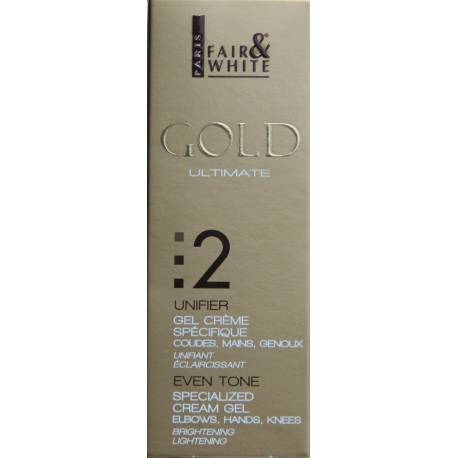 PARIS
FAIR&
WHITE
GOLD
ULTIMATE
:2
UNIFIER
GEL CRÈME
SPÉCIFIQUE
COUDES, MAINS, GENOUX
UNIFIANT
ÉCLAIRCISSANT
EVEN TONE
SPECIALIZED
CREAM GEL
ELBOWS, HANDS, KNEES
BRIGHTENING
LIGHTENING